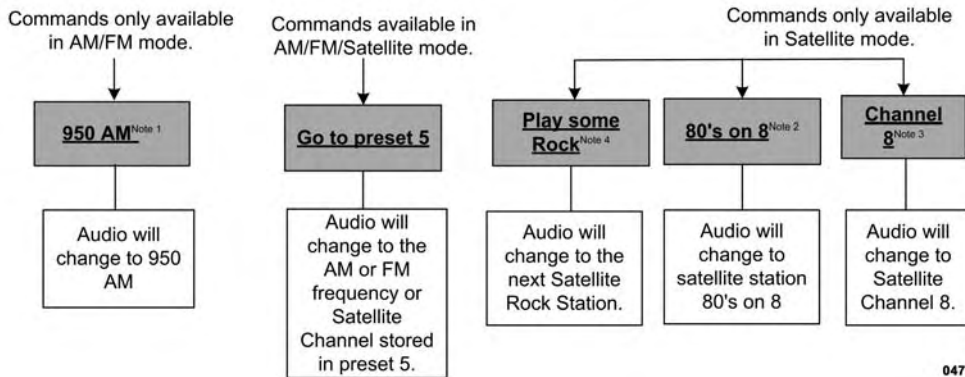 Commands only available
in AM/FM mode.
Commands available in
AM/FM/Satellite mode.
Commands only available
in Satellite mode.
950 AM Note 1
Go to preset 5
Play some
Rock Note 4
80's on 8 Note 2
Channel
8 Note 3
Audio will
change to 950
AM
Audio will
change to the
AM or FM
frequency or
Satellite
Channel stored
in preset 5.
Audio will
change to the
next Satellite
Rock Station.
Audio will
change to
satellite station
80's on 8
Audio will
change to
Satellite
Channel 8.
047